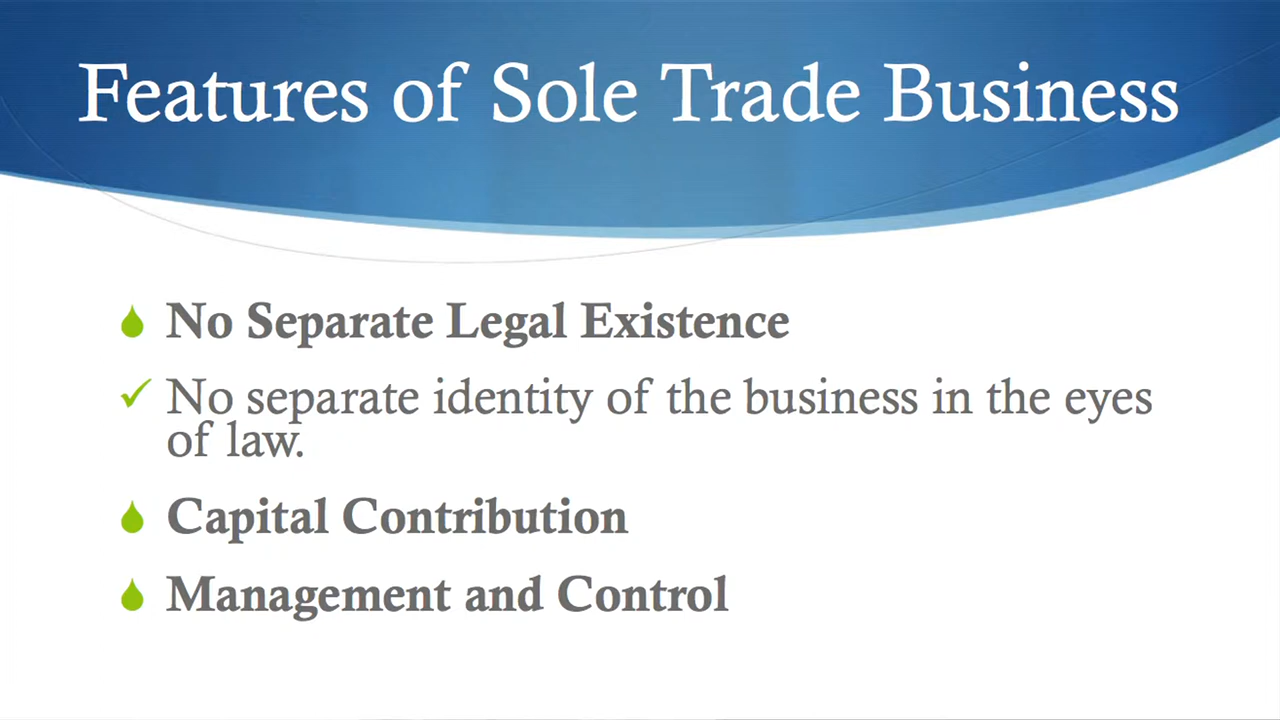 Features of Sole Trade Business
No Separate Legal Existence
No separate identity of the business in the eyes
of law.
Capital Contribution
Management and Control